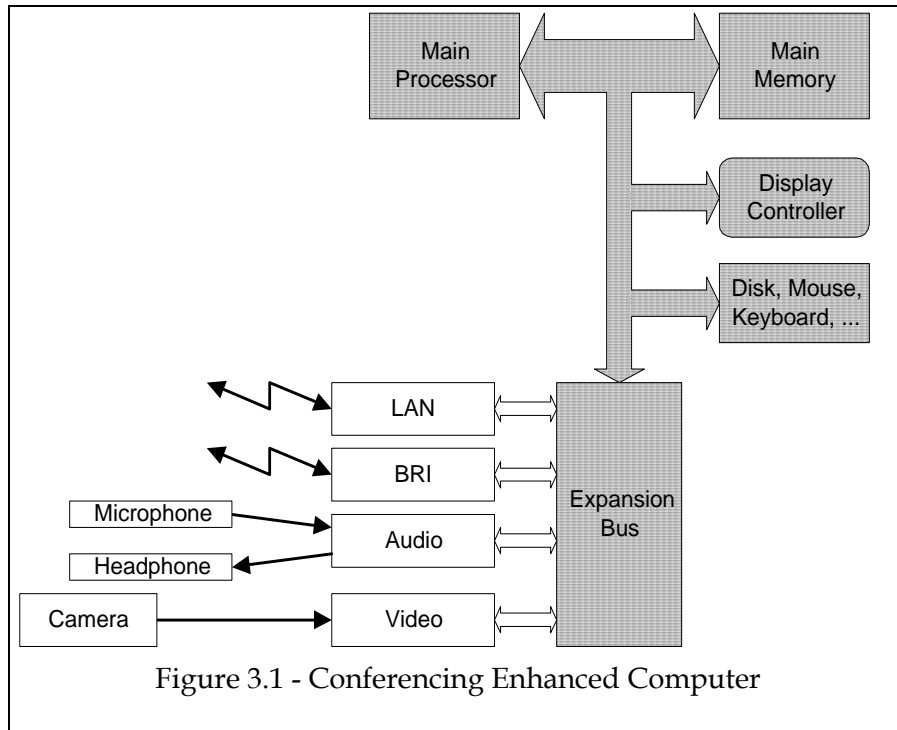 Main
Processor
Main
Memory
Display
Controller
Disk, Mouse,
Keyboard, ...
LAN
BRI
Expansion
Bus
Microphone
Audio
Headphone
Camera
Video
Figure 3.1 - Conferencing Enhanced Computer